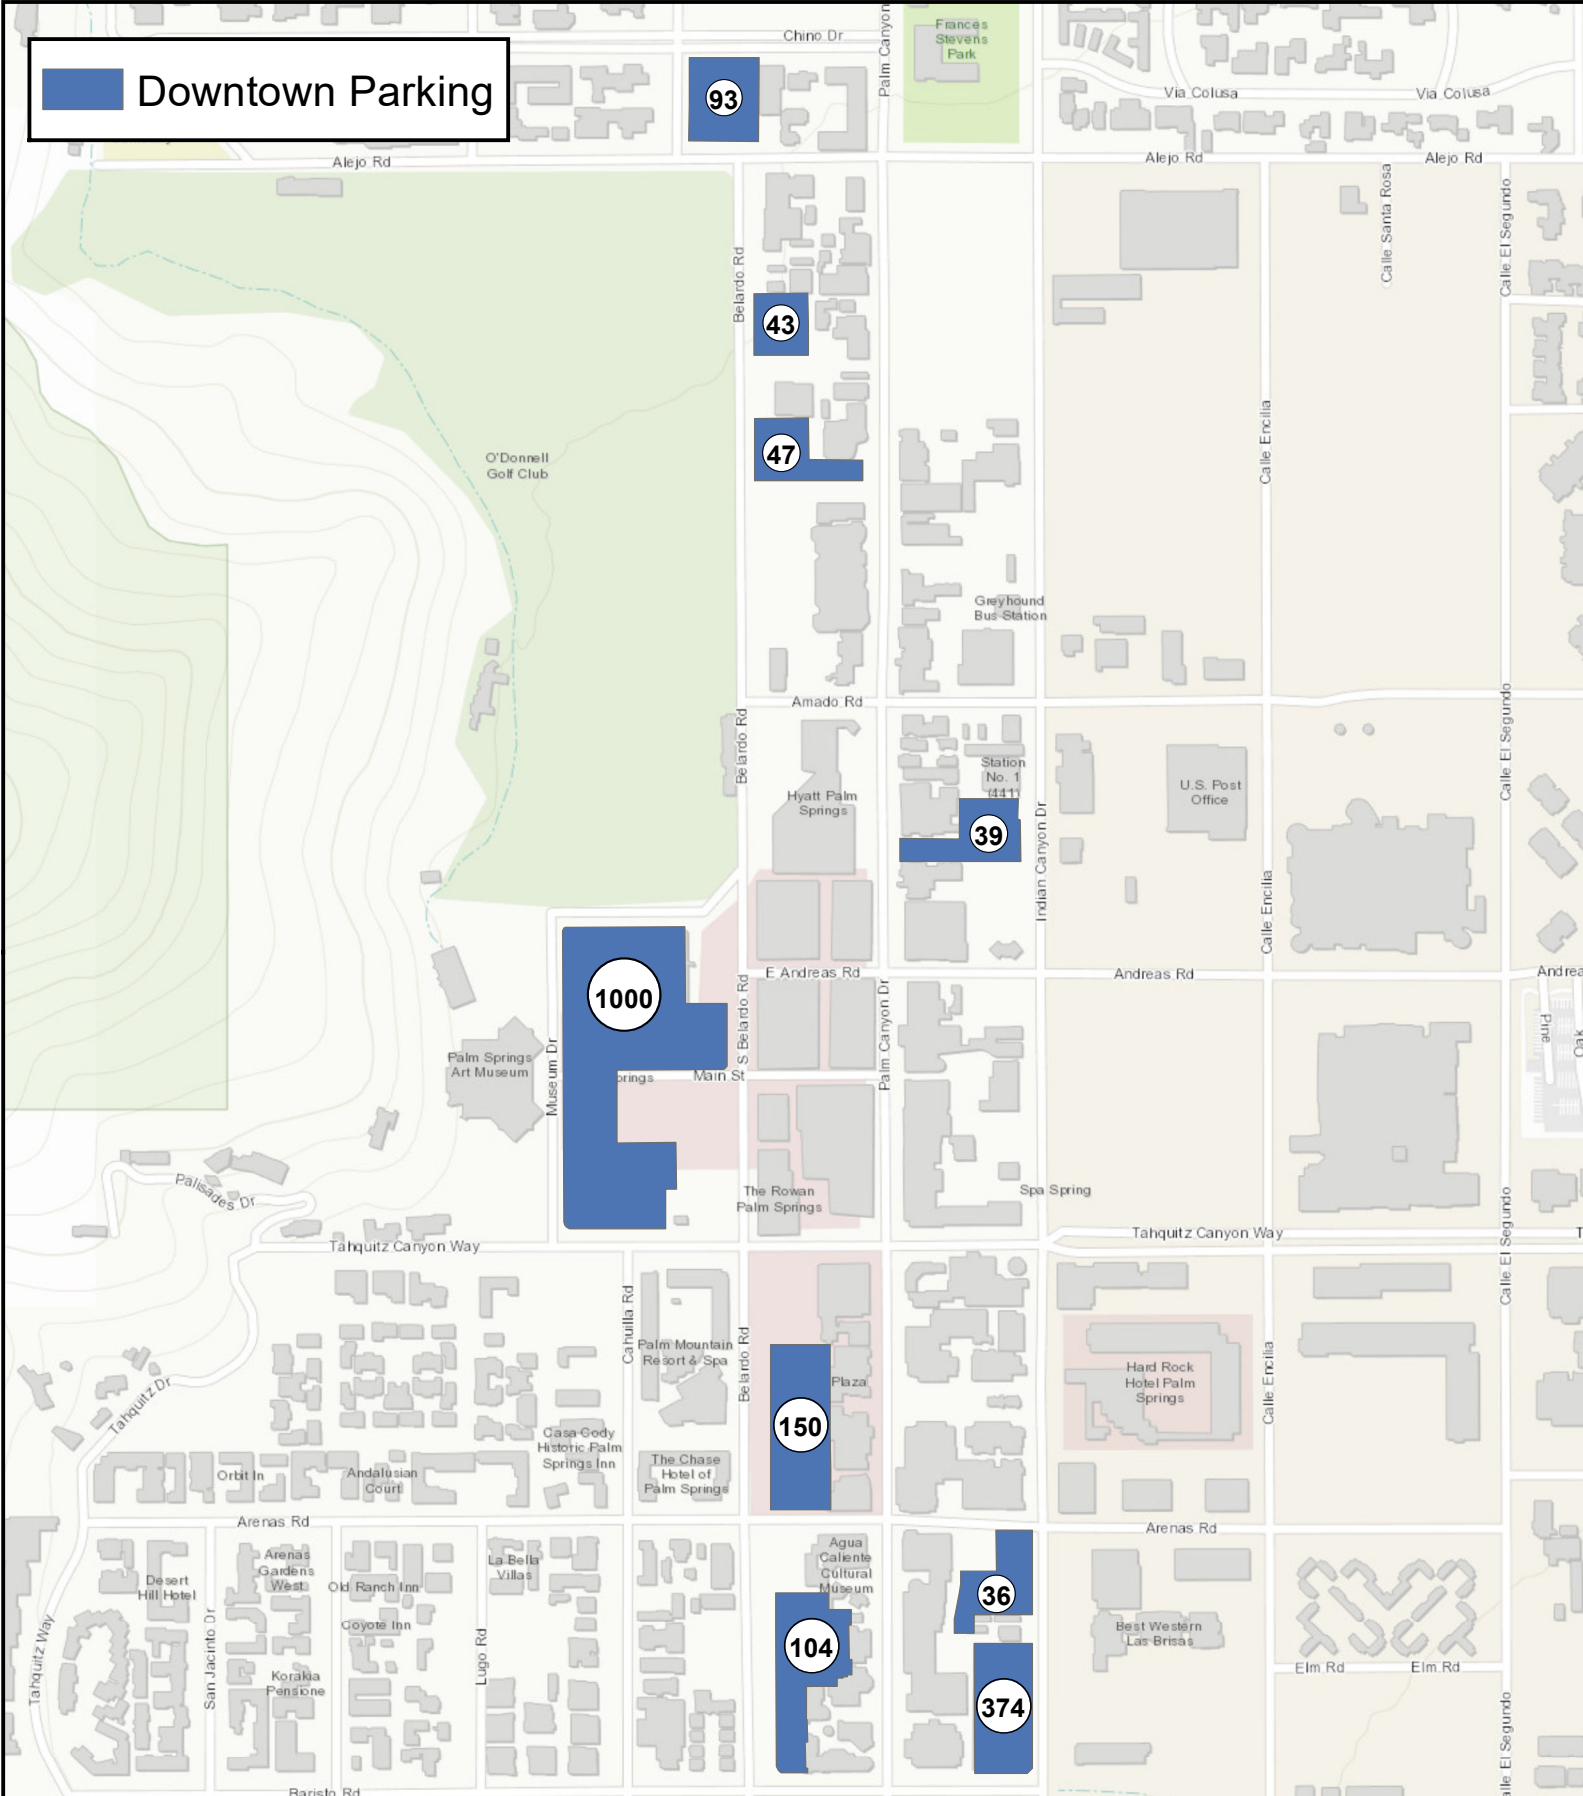 Chino Dr
Palm Canyon
Frances
Stevens
Park
Downtown Parking
93
Via Colusa
Via Colusa
Alejo Rd
Alejo Rd
Alejo Rd
Calle Santa Rosa
Calle El Segundo
Belardo Rd
43
Calle Encilia
47
O'Donnell
Golf Club
Greyhound
Bus Station
Amado Rd
Belardo Rd
Calle El Segundo
Station
No. 1
(441)
Hyatt Palm
Springs
U.S. Post
Office
39
Indian Canyon Dr
Calle Encilia
E Andreas Rd
Andreas Rd
Andrea
1000
S Belardo Rd
Palm Canyon Dr
Pine
Oak
Palm Springs
Art Museum
Museum Dr
prings
Main St
Palisades Dr
The Rowan
Palm Springs
Spa Spring
Calle El Segundo
Tahquitz Canyon Way
Tahquitz Canyon Way
T
Cahuilla Rd
Palm Mountain
Resort & Spa
Belardo Rd
Plaza
Hard Rock
Hotel Palm
Springs
Calle Encilia
Tahquitz Dr
150
Casa Cody
Historic Palm
Springs Inn
The Chase
Hotel of
Palm Springs
Orbit In
Andalusian
Court
Arenas Rd
Arenas Rd
Agua
Caliente
Cultural
Museum
Arenas
Gardens
West
La Bella
Villas
Desert
Hill Hotel
Old Ranch Inn
36
Coyote Inn
104
Best Western
Las Brisas
Tahquitz Way
San Jacinto Dr
Lugo Rd
Elm Rd
Elm Rd
Korakia
Pensione
374
alle El Segundo
Baristo Rd